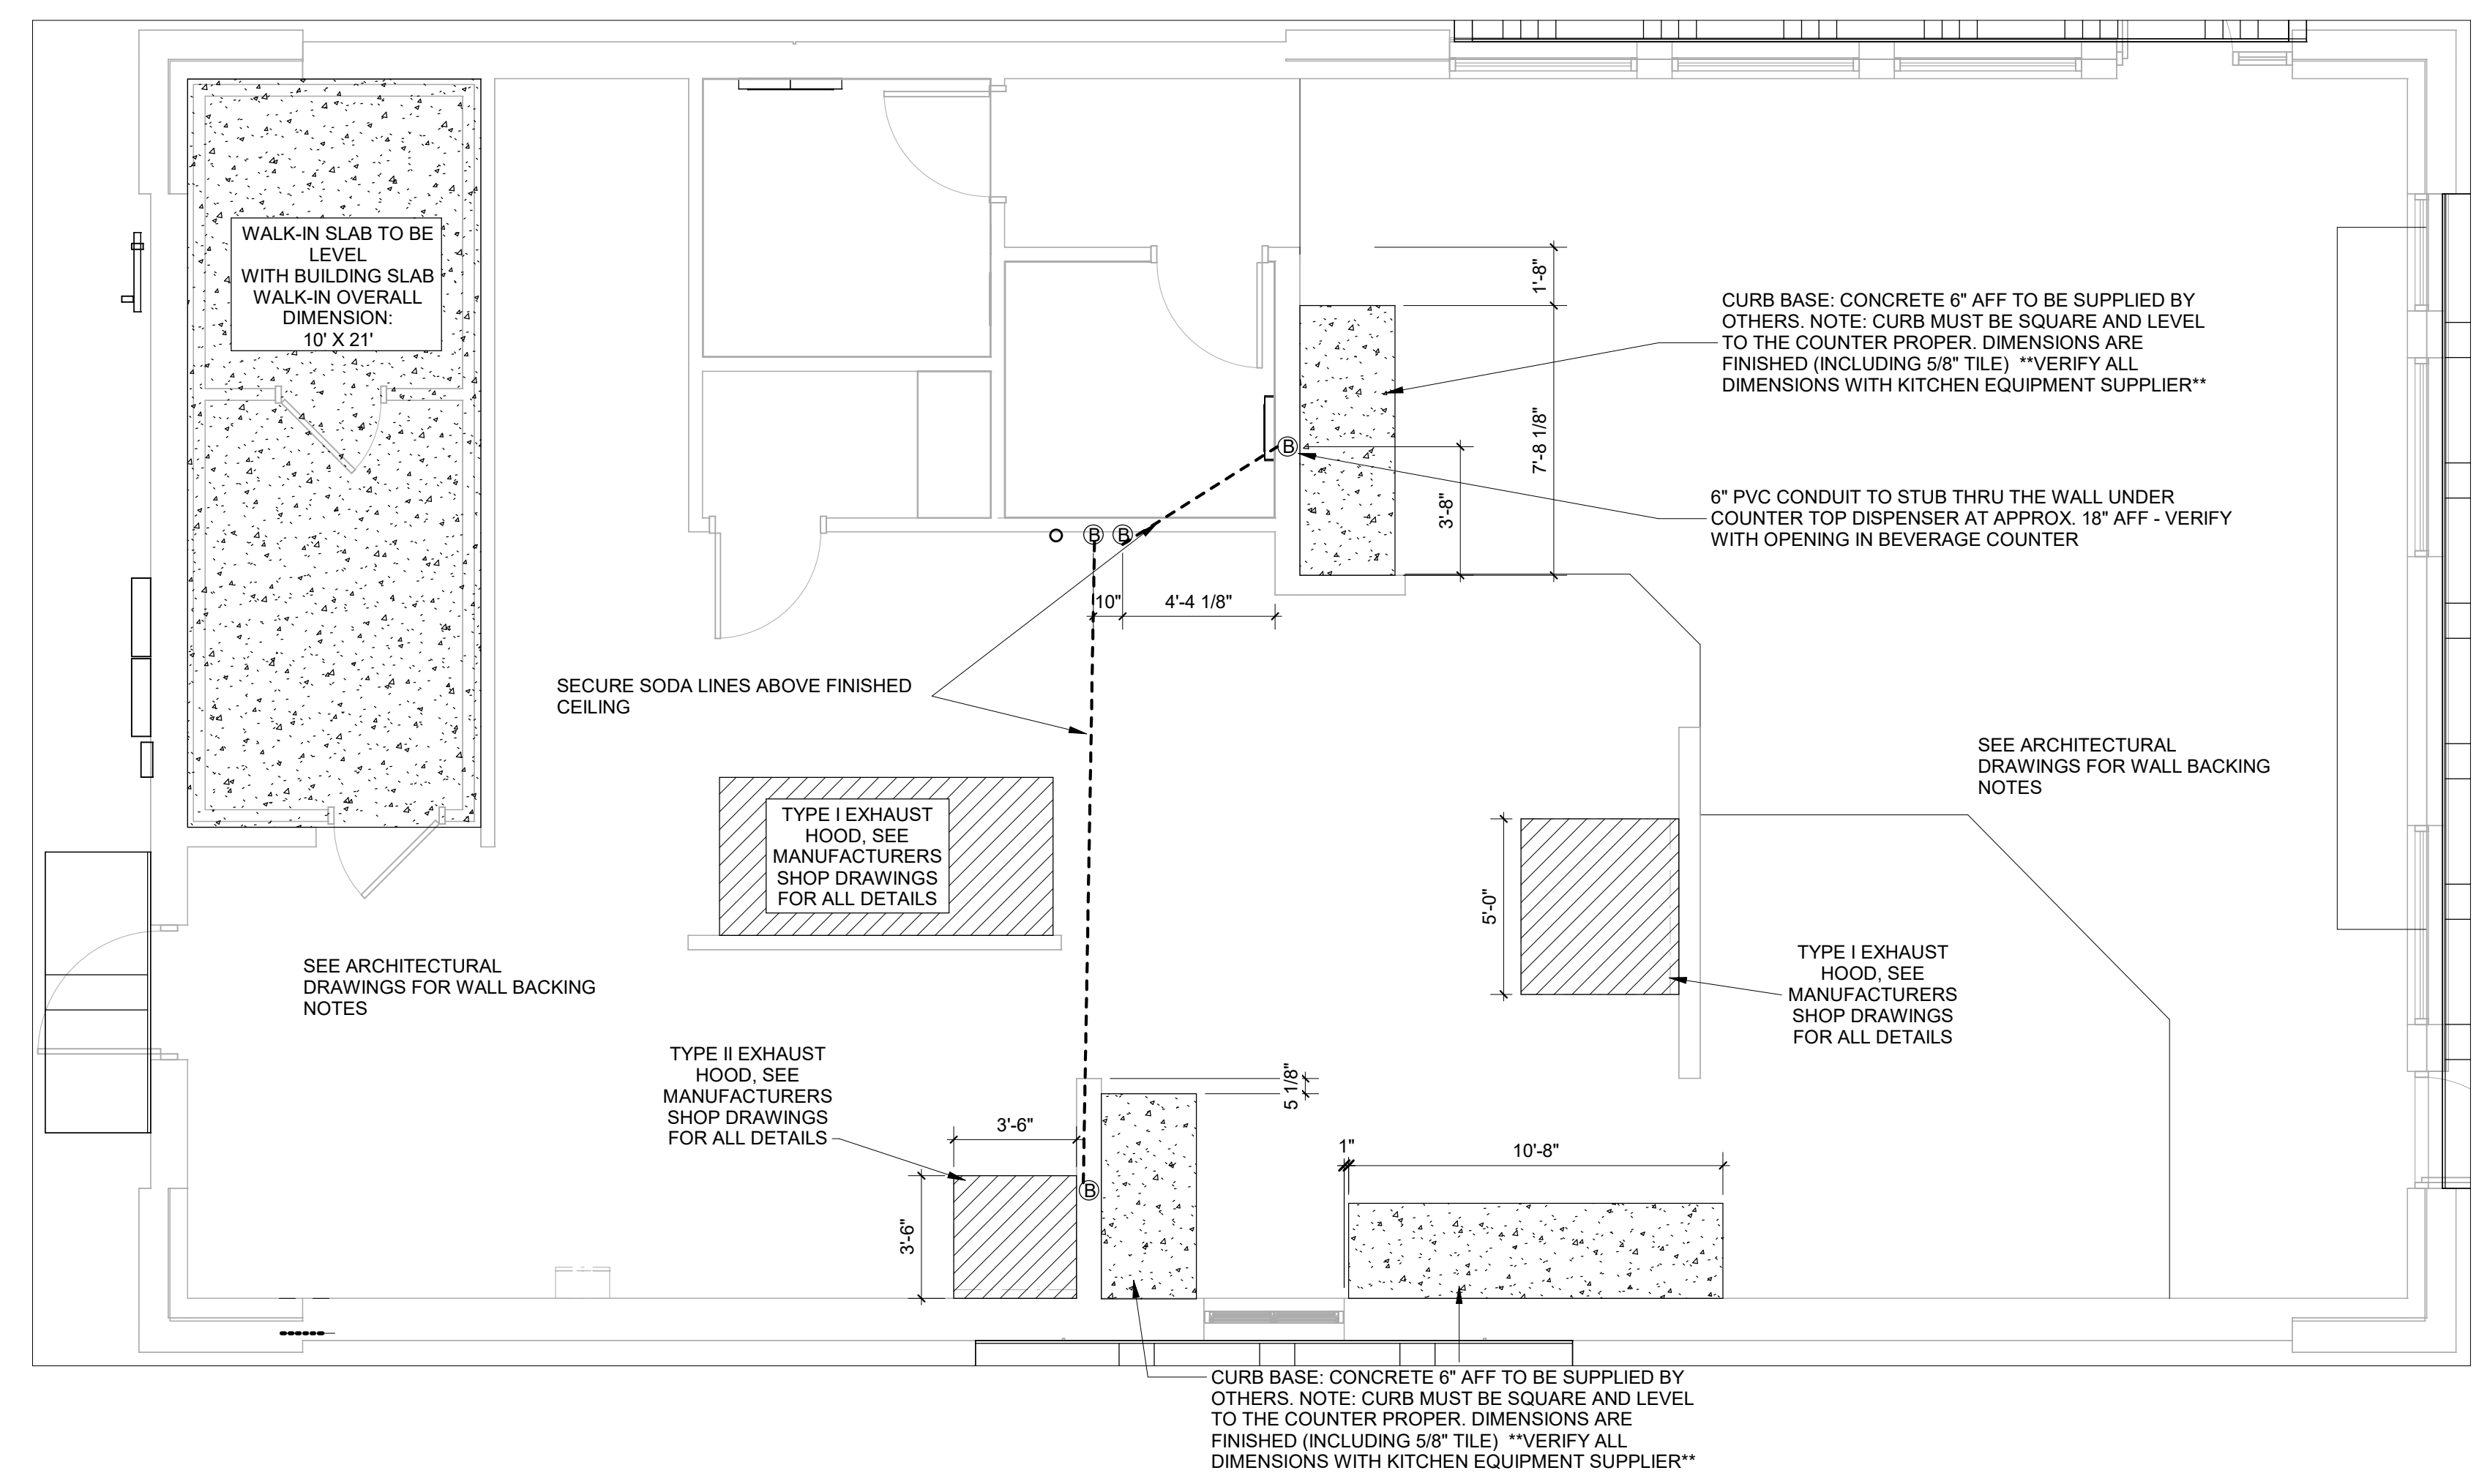 WALK-IN SLAB TO BE
LEVEL
WITH BUILDING SLAB
WALK-IN OVERALL
DIMENSION:
10' X 21'
1'-8"
CURB BASE: CONCRETE 6" AFF TO BE SUPPLIED BY
OTHERS. NOTE: CURB MUST BE SQUARE AND LEVEL
TO THE COUNTER PROPER. DIMENSIONS ARE
FINISHED (INCLUDING 5/8" TILE) **VERIFY ALL
DIMENSIONS WITH KITCHEN EQUIPMENT SUPPLIER**
7'-8 1/8"
B
3'-8"
6" PVC CONDUIT TO STUB THRU THE WALL UNDER
COUNTER TOP DISPENSER AT APPROX. 18" AFF - VERIFY
WITH OPENING IN BEVERAGE COUNTER
B
B
10"
4'-4 1/8"
SECURE SODA LINES ABOVE FINISHED
CEILING
SEE ARCHITECTURAL
DRAWINGS FOR WALL BACKING
NOTES
TYPE I EXHAUST
HOOD, SEE
MANUFACTURERS
SHOP DRAWINGS
FOR ALL DETAILS
5'-0"
TYPE I EXHAUST
HOOD, SEE
MANUFACTURERS
SHOP DRAWINGS
FOR ALL DETAILS
SEE ARCHITECTURAL
DRAWINGS FOR WALL BACKING
NOTES
TYPE II EXHAUST
HOOD, SEE
MANUFACTURERS
SHOP DRAWINGS
FOR ALL DETAILS
5 1/8"
3'-6"
1"
10'-8"
B
3'-6"
CURB BASE: CONCRETE 6" AFF TO BE SUPPLIED BY
OTHERS. NOTE: CURB MUST BE SQUARE AND LEVEL
TO THE COUNTER PROPER. DIMENSIONS ARE
FINISHED (INCLUDING 5/8" TILE) **VERIFY ALL
DIMENSIONS WITH KITCHEN EQUIPMENT SUPPLIER**